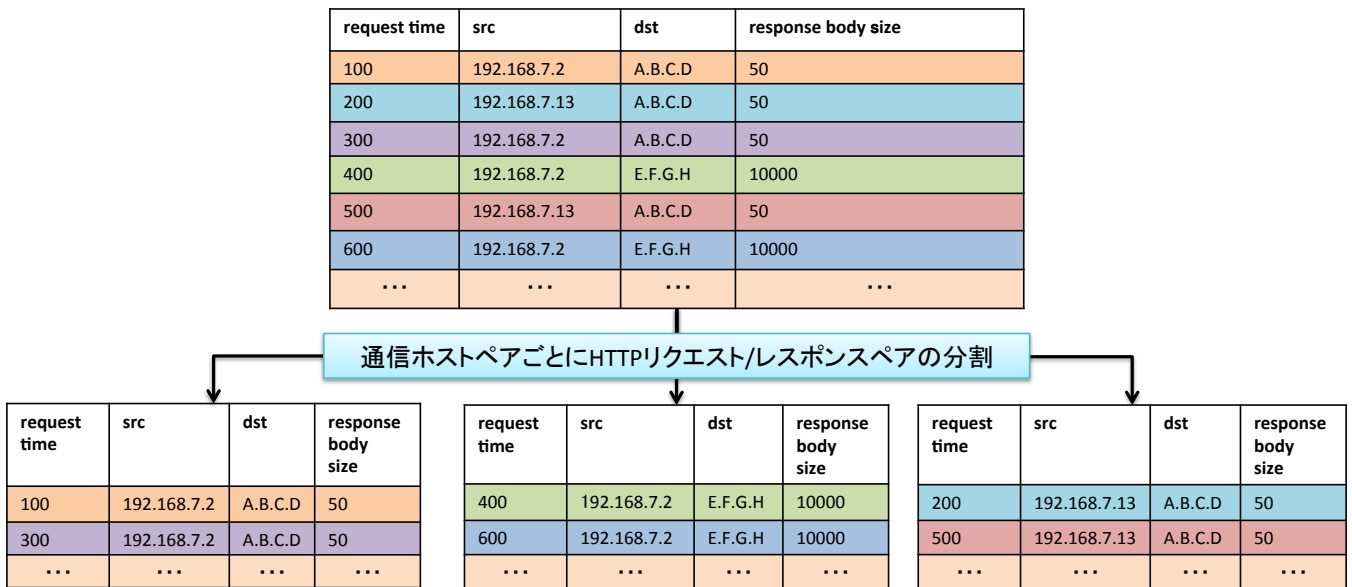 request time src dst response body size
100 192.168.7.2 A.B.C.D 50
200 192.168.7.13 A.B.C.D 50
300 192.168.7.2 A.B.C.D 50
400 192.168.7.2 E.F.G.H 10000
500 192.168.7.13 A.B.C.D 50
600 192.168.7.2 E.F.G.H 10000
... ... ... ...
通信ホストペアごとにHTTPリクエスト/レスポンスペアの分割
request time src dst response body size
100 192.168.7.2 A.B.C.D 50
300 192.168.7.2 A.B.C.D 50
... ... ... ...
request time src dst response body size
400 192.168.7.2 E.F.G.H 10000
600 192.168.7.2 E.F.G.H 10000
... ... ... ...
request time src dst response body size
200 192.168.7.13 A.B.C.D 50
500 192.168.7.13 A.B.C.D 50
... ... ... ...